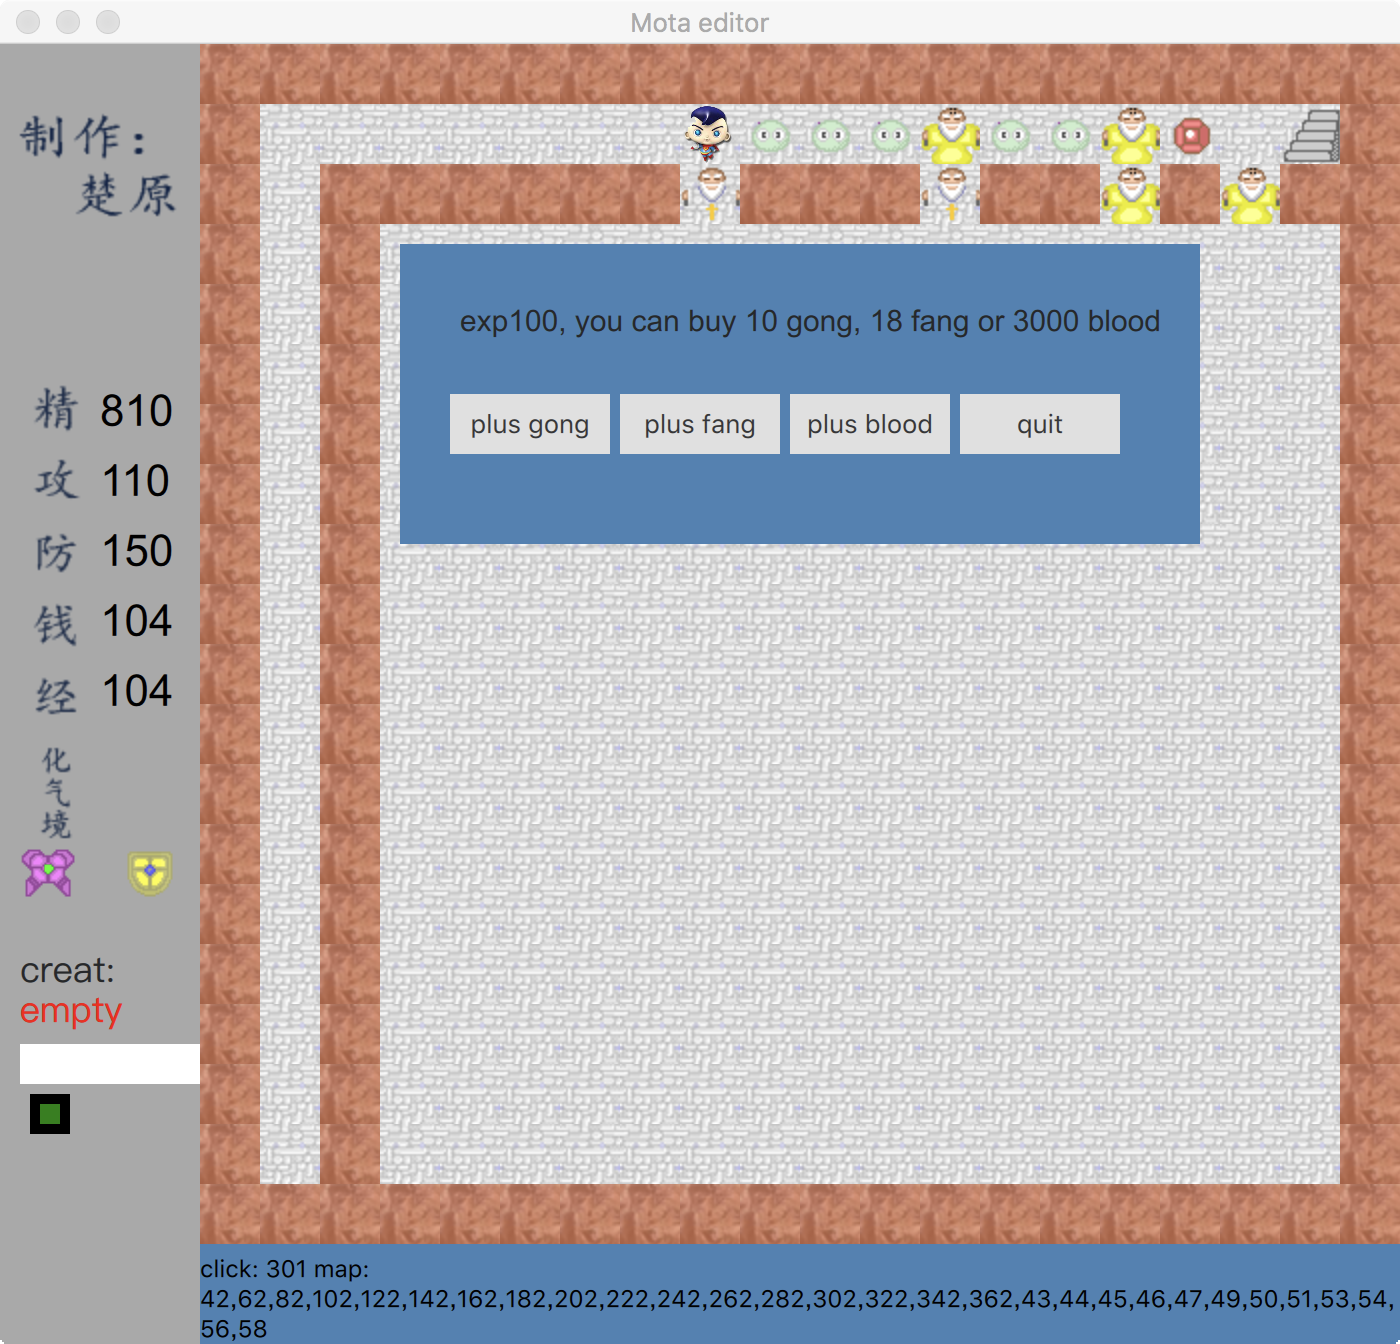 Mota editor
制作：
楚原
精 810
攻 110
防 150
钱 104
经 104
化
气
境
creat:
empty
exp100, you can buy 10 gong, 18 fang or 3000 blood
plus gong plus fang plus blood quit
click: 301 map:
42,62,82,102,122,142,162,182,202,222,242,262,282,302,322,342,362,43,44,45,46,47,49,50,51,53,54,
56,58